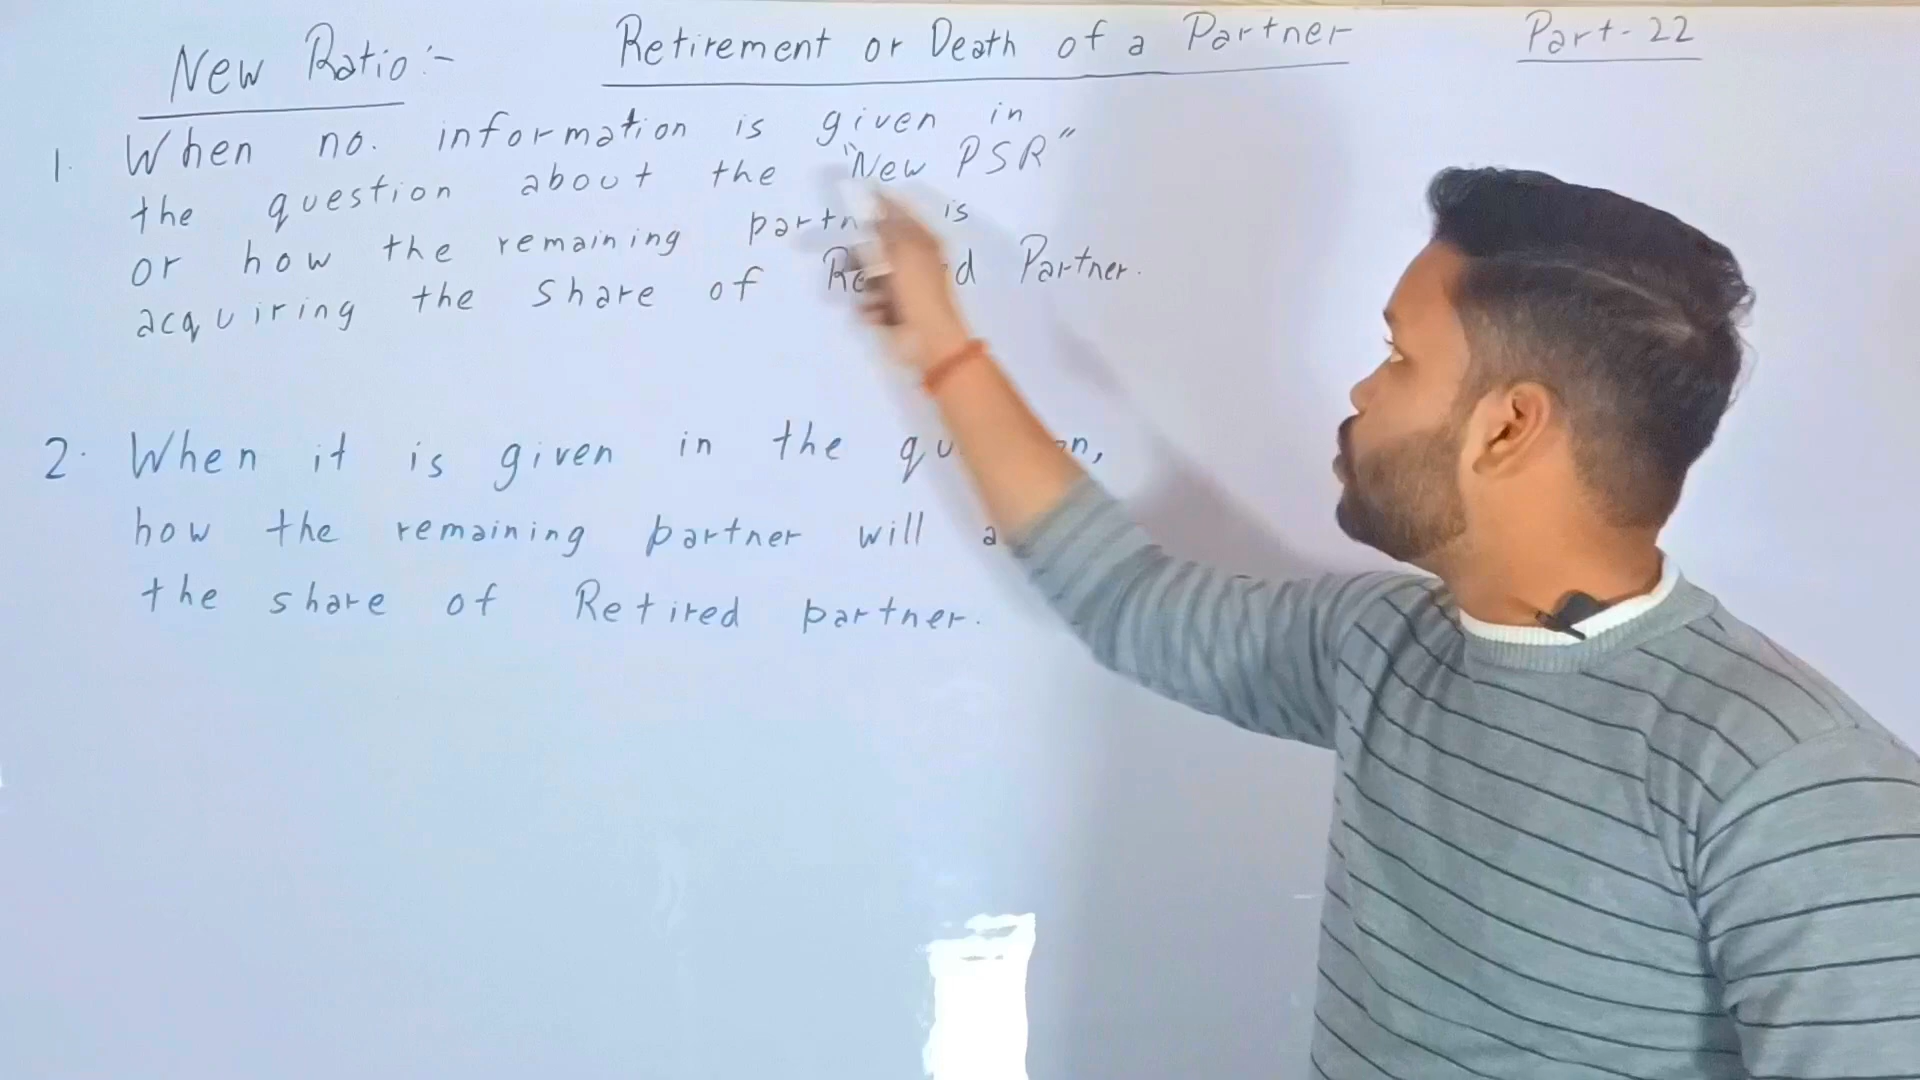 New Ratio :-
Retirement or Death of a Partner
Part-22
1. When no. information is given in
the question about the "New PSR"
or how the remaining is
acquiring the share of Partner.
2. When it is given in the
how the remaining partner will
the share of Retired partner.